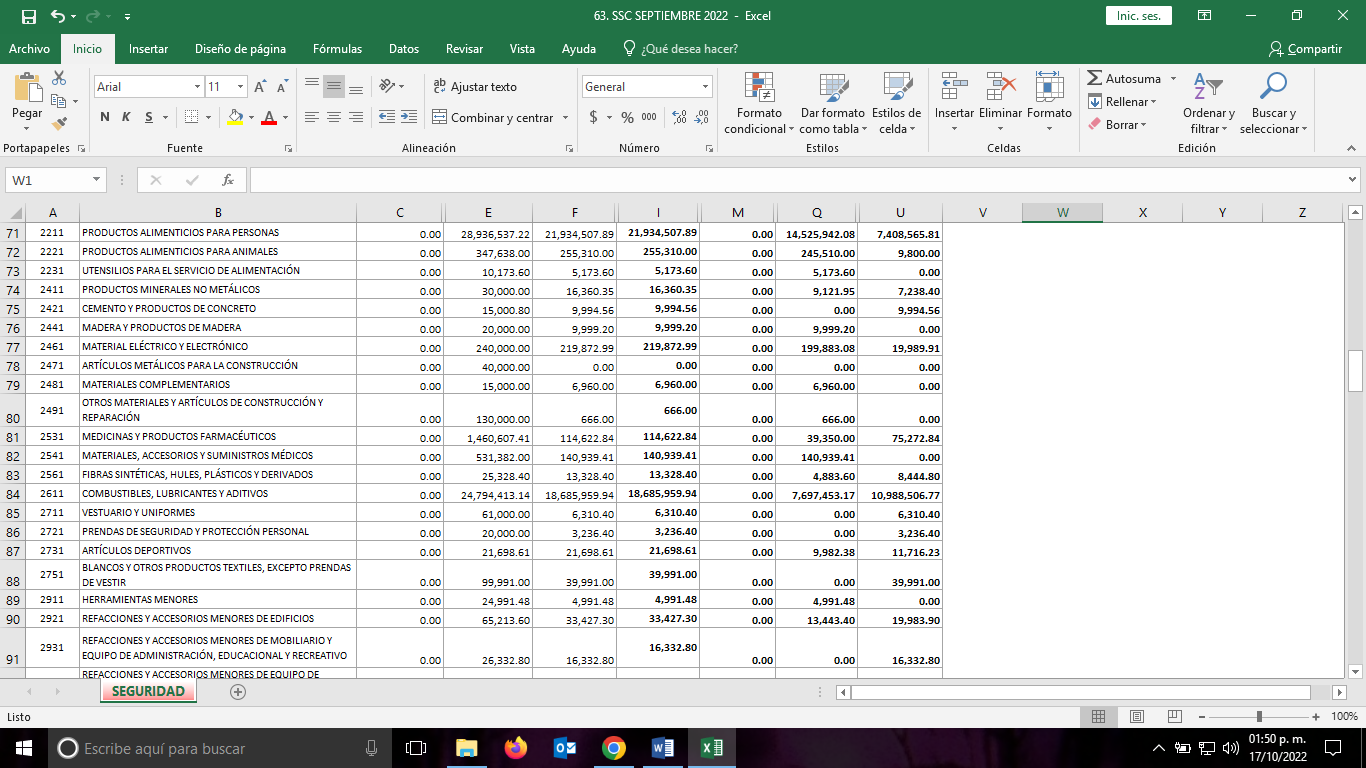 63. SSC SEPTIEMBRE 2022 - Excel
Inic. ses.
Archivo Inicio Insertar Diseño de página Fórmulas Datos Revisar Vista Ayuda ¿Qué desea hacer? Compartir
Pegar
Portapapeles
Arial 11
N K S
Fuente
Ajustar texto
Combinar y centrar
Alineación
General
$ % 000
Número
Formato condicional
Dar formato como tabla
Estilos de celda
Estilos
Insertar Eliminar Formato
Celdas
Autosuma
Rellenar
Borrar
Ordenar y filtrar
Buscar y seleccionar
Edición
W1 fx
A B C E F I M Q U V W X Y Z
71 2211 PRODUCTOS ALIMENTICIOS PARA PERSONAS 0.00 28,936,537.22 21,934,507.89 21,934,507.89 0.00 14,525,942.08 7,408,565.81
72 2221 PRODUCTOS ALIMENTICIOS PARA ANIMALES 0.00 347,638.00 255,310.00 255,310.00 0.00 245,510.00 9,800.00
73 2231 UTENSILIOS PARA EL SERVICIO DE ALIMENTACIÓN 0.00 10,173.60 5,173.60 5,173.60 0.00 5,173.60 0.00
74 2411 PRODUCTOS MINERALES NO METÁLICOS 0.00 30,000.00 16,360.35 16,360.35 0.00 9,121.95 7,238.40
75 2421 CEMENTO Y PRODUCTOS DE CONCRETO 0.00 15,000.80 9,994.56 9,994.56 0.00 0.00 9,994.56
76 2441 MADERA Y PRODUCTOS DE MADERA 0.00 20,000.00 9,999.20 9,999.20 0.00 9,999.20 0.00
77 2461 MATERIAL ELÉCTRICO Y ELECTRÓNICO 0.00 240,000.00 219,872.99 219,872.99 0.00 199,883.08 19,989.91
78 2471 ARTÍCULOS METÁLICOS PARA LA CONSTRUCCIÓN 0.00 40,000.00 0.00 0.00 0.00 0.00 0.00
79 2481 MATERIALES COMPLEMENTARIOS 0.00 15,000.00 6,960.00 6,960.00 0.00 6,960.00 0.00
80 2491 OTROS MATERIALES Y ARTÍCULOS DE CONSTRUCCIÓN Y
REPARACIÓN 0.00 130,000.00 666.00 666.00 0.00 666.00 0.00
81 2531 MEDICINAS Y PRODUCTOS FARMACÉUTICOS 0.00 1,460,607.41 114,622.84 114,622.84 0.00 39,350.00 75,272.84
82 2541 MATERIALES, ACCESORIOS Y SUMINISTROS MÉDICOS 0.00 531,382.00 140,939.41 140,939.41 0.00 140,939.41 0.00
83 2561 FIBRAS SINTÉTICAS, HULES, PLÁSTICOS Y DERIVADOS 0.00 25,328.40 13,328.40 13,328.40 0.00 4,883.60 8,444.80
84 2611 COMBUSTIBLES, LUBRICANTES Y ADITIVOS 0.00 24,794,413.14 18,685,959.94 18,685,959.94 0.00 7,697,453.17 10,988,506.77
85 2711 VESTUARIO Y UNIFORMES 0.00 61,000.00 6,310.40 6,310.40 0.00 0.00 6,310.40
86 2721 PRENDAS DE SEGURIDAD Y PROTECCIÓN PERSONAL 0.00 20,000.00 3,236.40 3,236.40 0.00 0.00 3,236.40
87 2731 ARTÍCULOS DEPORTIVOS 0.00 21,698.61 21,698.61 21,698.61 0.00 9,982.38 11,716.23
88 2751 BLANCOS Y OTROS PRODUCTOS TEXTILES, EXCEPTO PRENDAS
DE VESTIR 0.00 99,991.00 39,991.00 39,991.00 0.00 0.00 39,991.00
89 2911 HERRAMIENTAS MENORES 0.00 24,991.48 4,991.48 4,991.48 0.00 4,991.48 0.00
90 2921 REFACCIONES Y ACCESORIOS MENORES DE EDIFICIOS 0.00 65,213.60 33,427.30 33,427.30 0.00 13,443.40 19,983.90
91 2931 REFACCIONES Y ACCESORIOS MENORES DE MOBILIARIO Y
EQUIPO DE ADMINISTRACIÓN, EDUCACIONAL Y RECREATIVO 0.00 26,332.80 16,332.80 16,332.80 0.00 0.00 16,332.80
REFACCIONES Y ACCESORIOS MENORES DE EQUIPO DE
SEGURIDAD
Listo 100%
Escribe aquí para buscar
01:50 p. m.
17/10/2022